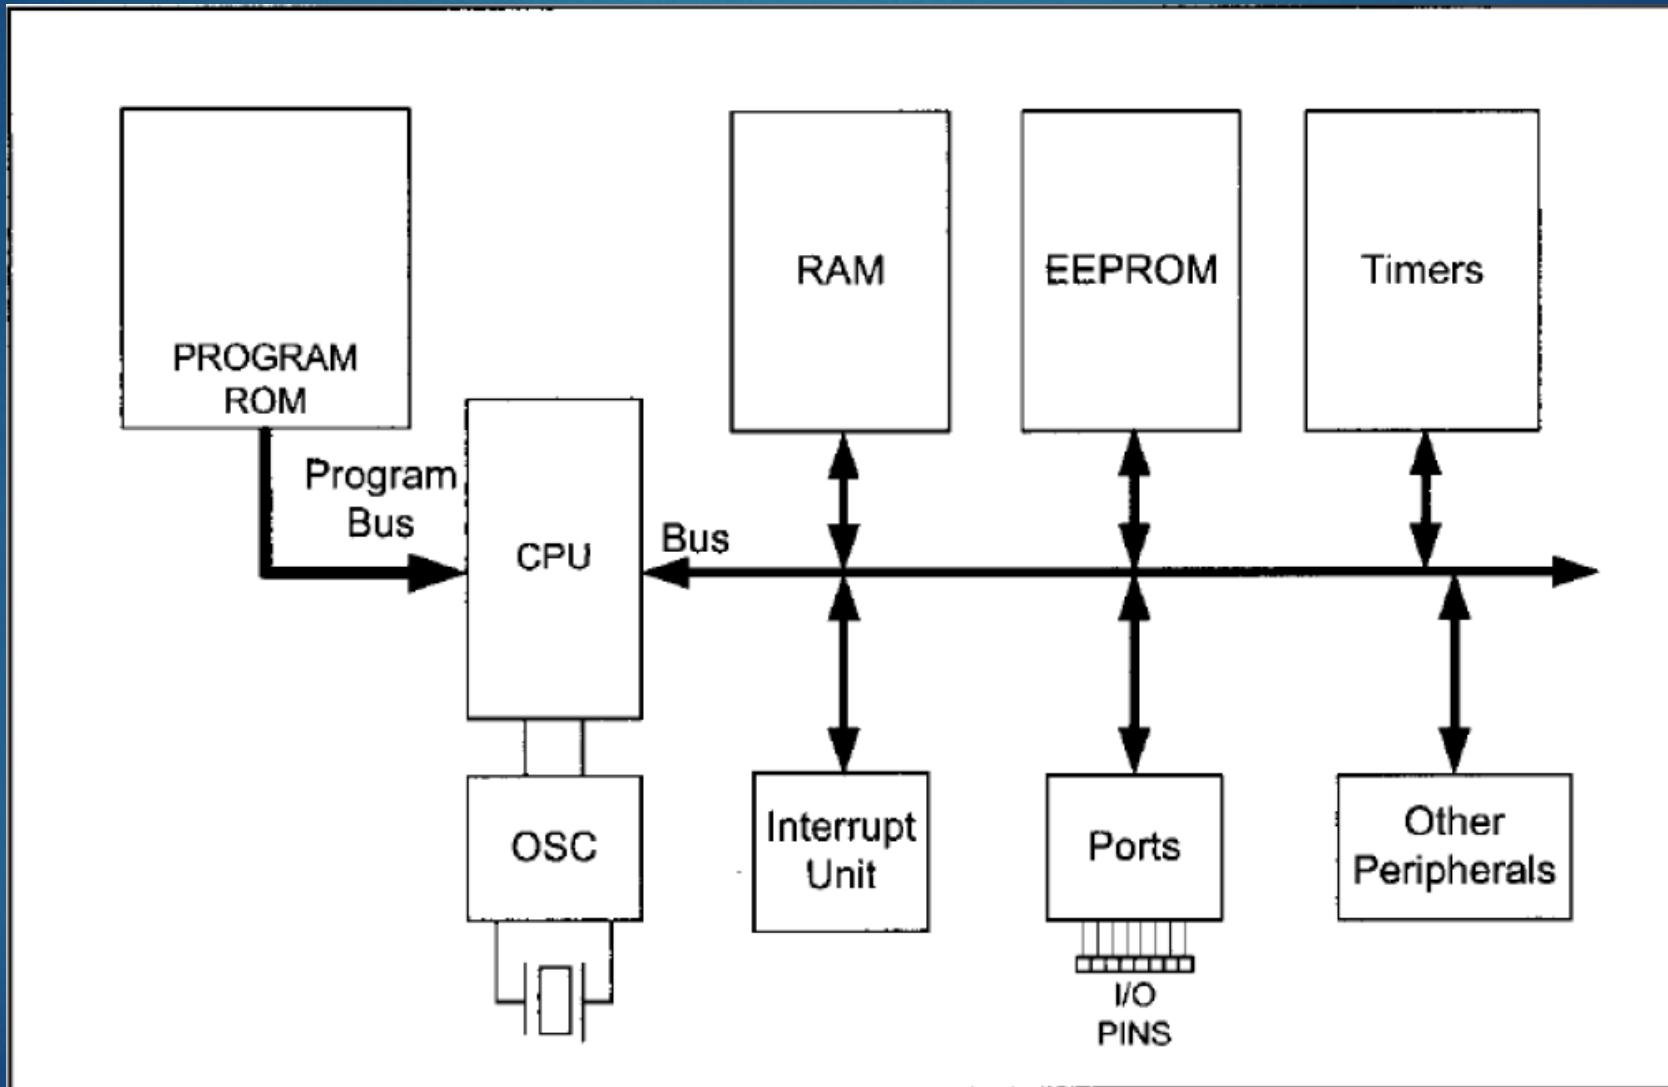 PROGRAM
ROM
Program
Bus
CPU
Bus
OSC
RAM
EEPROM
Timers
Interrupt
Unit
Ports
I/O
PINS
Other
Peripherals